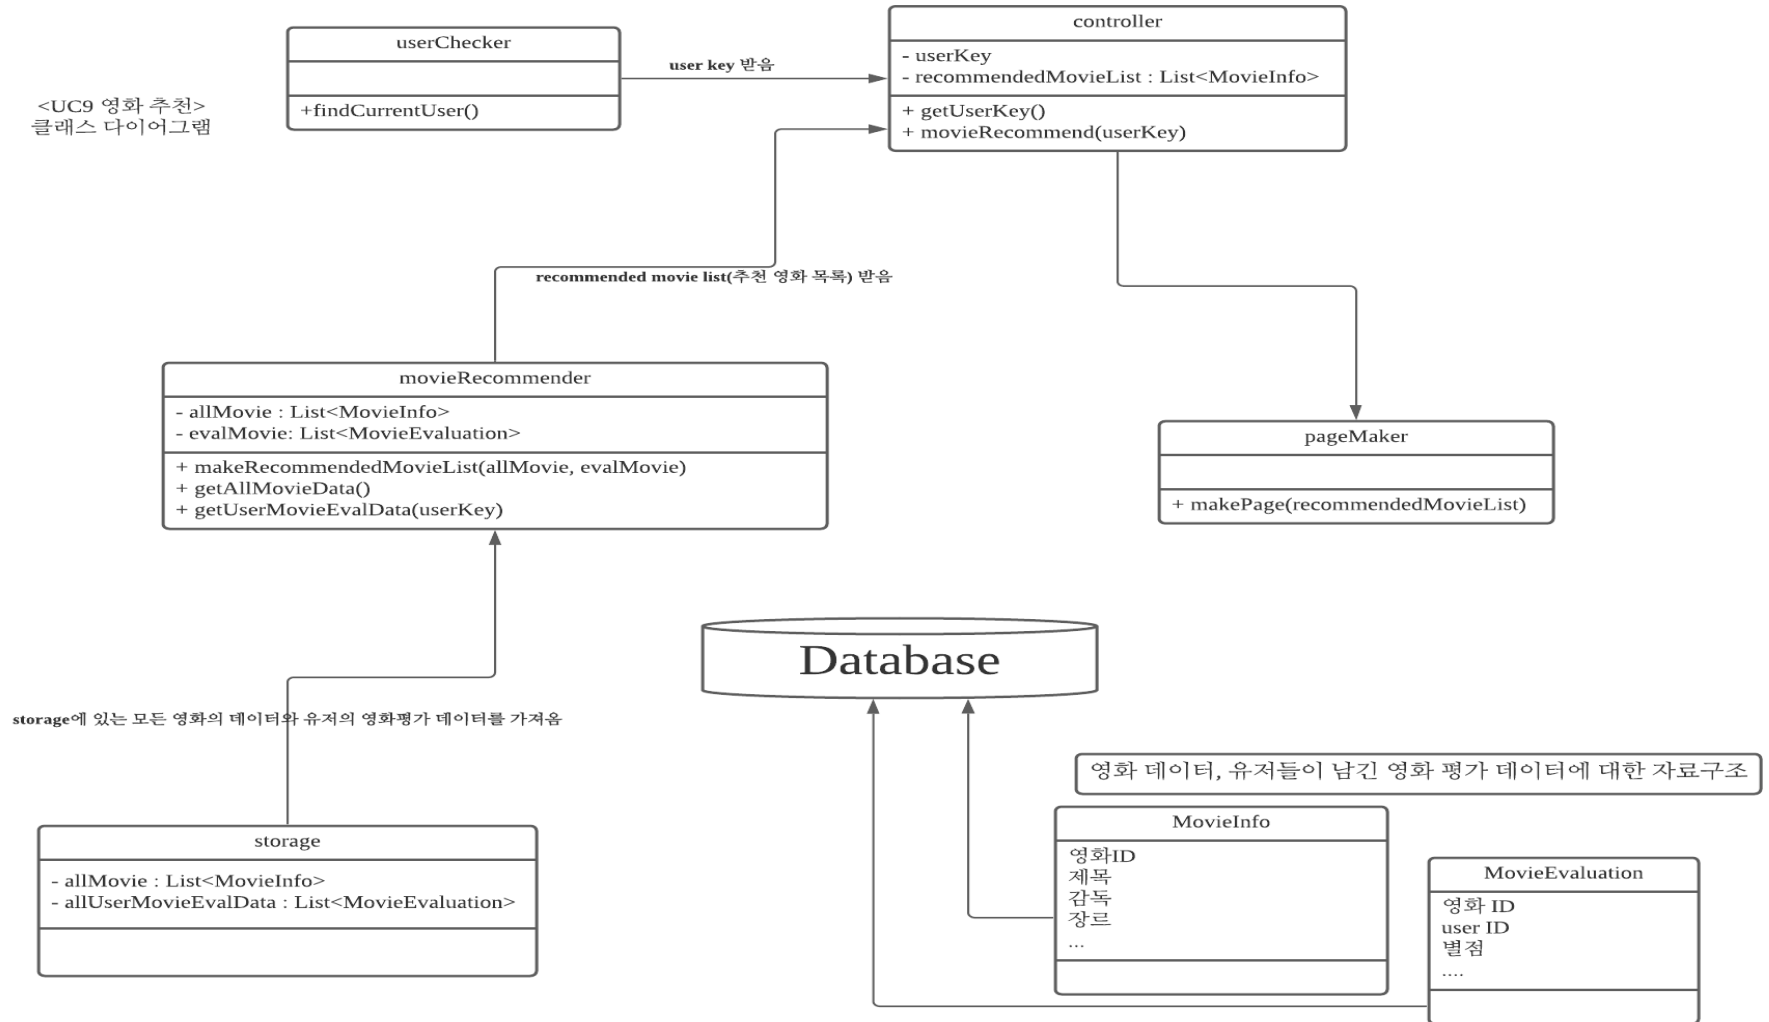 <UC9 영화 추천>
클래스 다이어그램
userChecker
+findCurrentUser()
user key 받음
controller
- userKey
- recommendedMovieList : List<MovieInfo>
+ getUserKey()
+ movieRecommend(userKey)
recommended movie list(추천 영화 목록) 받음
movieRecommender
- allMovie : List<MovieInfo>
- evalMovie: List<MovieEvaluation>
+ makeRecommendedMovieList(allMovie, evalMovie)
+ getAllMovieData()
+ getUserMovieEvalData(userKey)
pageMaker
+ makePage(recommendedMovieList)
Database
storage에 있는 모든 영화의 데이터와 유저의 영화평가 데이터를 가져옴
storage
- allMovie : List<MovieInfo>
- allUserMovieEvalData : List<MovieEvaluation>
영화 데이터, 유저들이 남긴 영화 평가 데이터에 대한 자료구조
MovieInfo
영화ID
제목
감독
장르
...
MovieEvaluation
영화 ID
user ID
별점
....